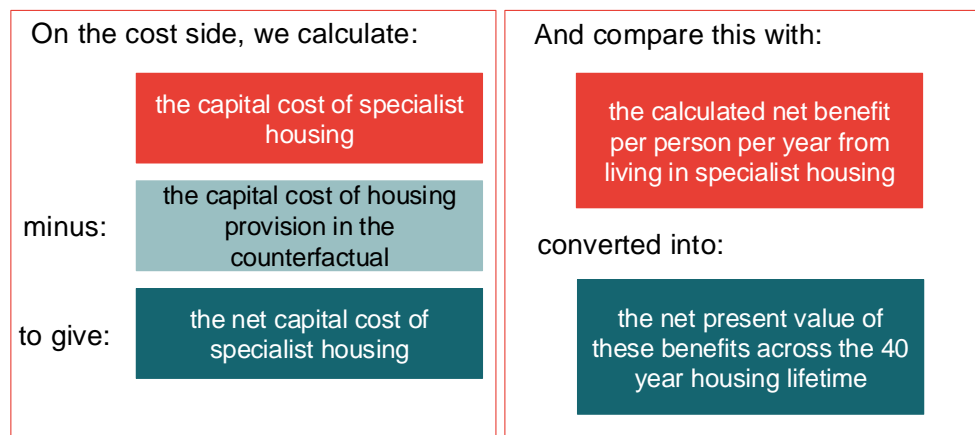 On the cost side, we calculate:
the capital cost of specialist
housing
minus:
the capital cost of housing
provision in the
counterfactual
to give:
the net capital cost of
specialist housing
And compare this with:
the calculated net benefit
per person per year from
living in specialist housing
converted into:
the net present value of
these benefits across the 40
year housing lifetime